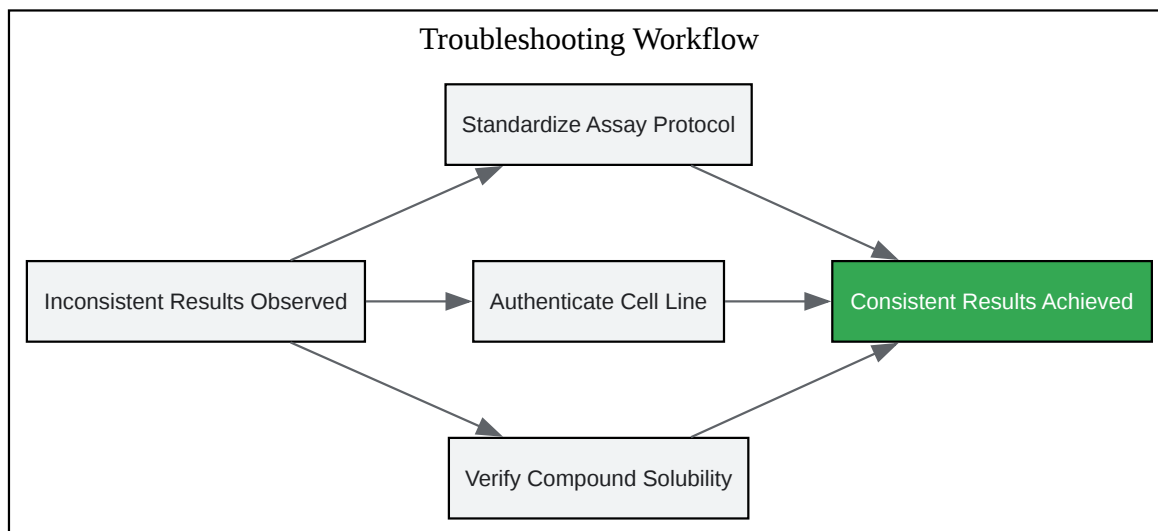 Troubleshooting Workflow
Standardize Assay Protocol
Inconsistent Results Observed
Authenticate Cell Line
Consistent Results Achieved
Verify Compound Solubility